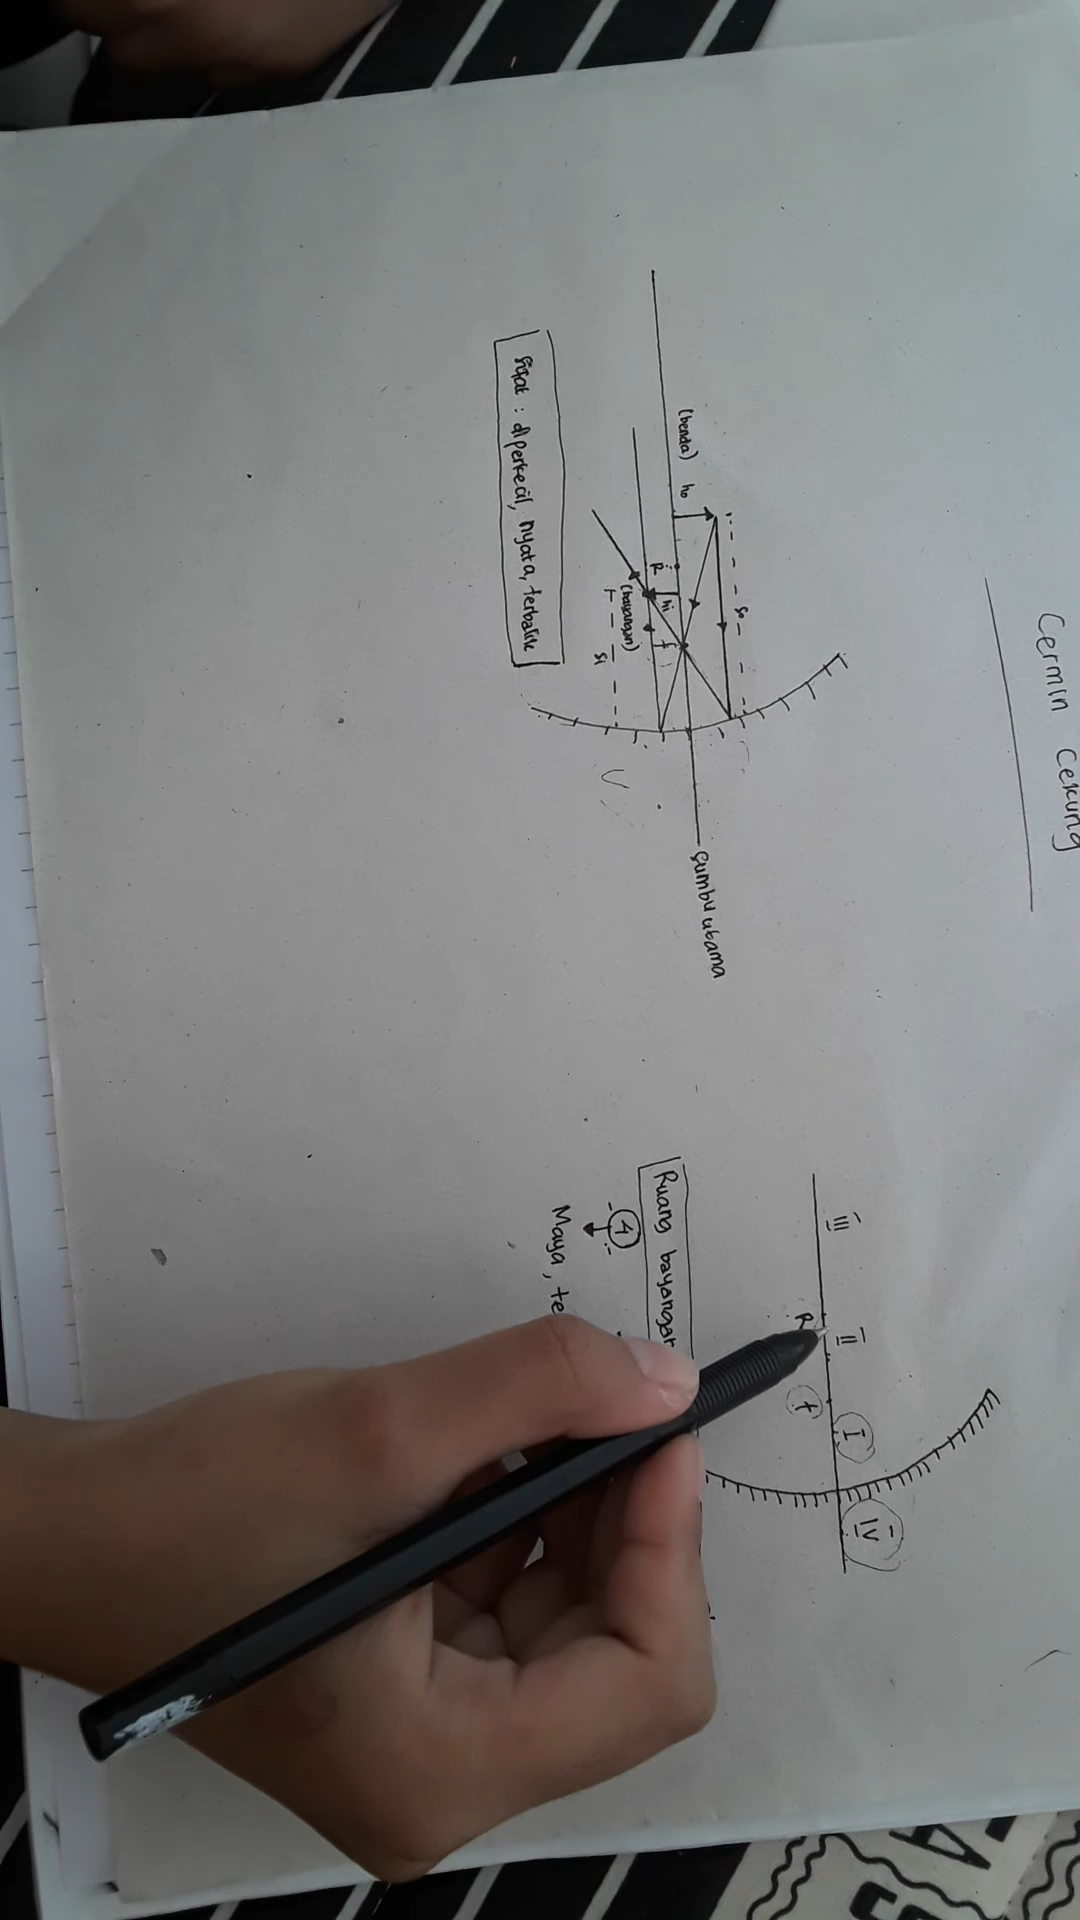 Cermin Cekung
So
(benda) ho
R
hi
f
(bayangan)
si
sumbu utama
sifat : diperkecil, nyata, terbalik
III
II
I
IV
R
f
Ruang bayangan
4
Maya, te